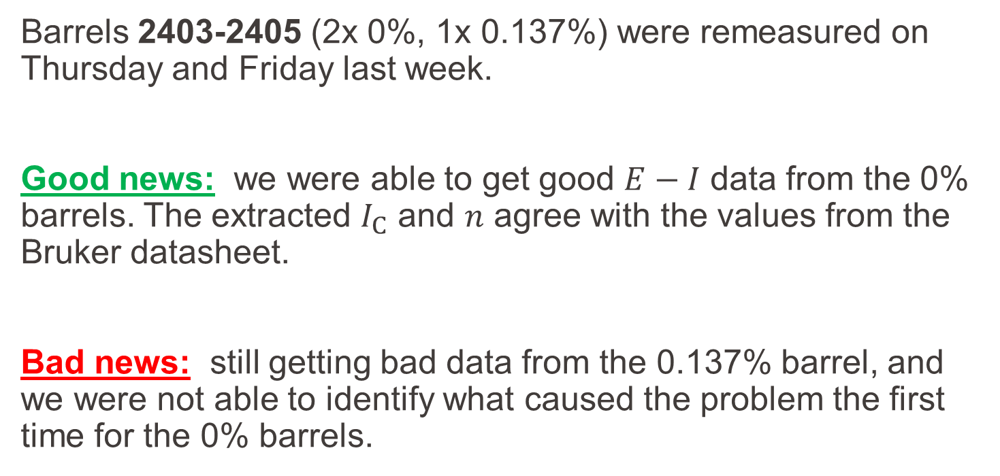 Barrels 2403-2405 (2x 0%, 1x 0.137%) were remeasured on
Thursday and Friday last week.
Good news: we were able to get good E − I data from the 0%
barrels. The extracted I_C and n agree with the values from the
Bruker datasheet.
Bad news: still getting bad data from the 0.137% barrel, and
we were not able to identify what caused the problem the first
time for the 0% barrels.